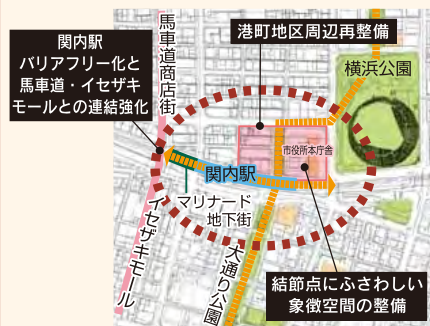 関内駅
バリアフリー化と
馬車道・イセザキ
モールとの連結強化
馬車道商店街
港町地区周辺再整備
横浜公園
市役所本庁舎
関内駅
マリナード
地下街
イセザキモール
大通り公園
結節点にふさわしい
象徴空間の整備